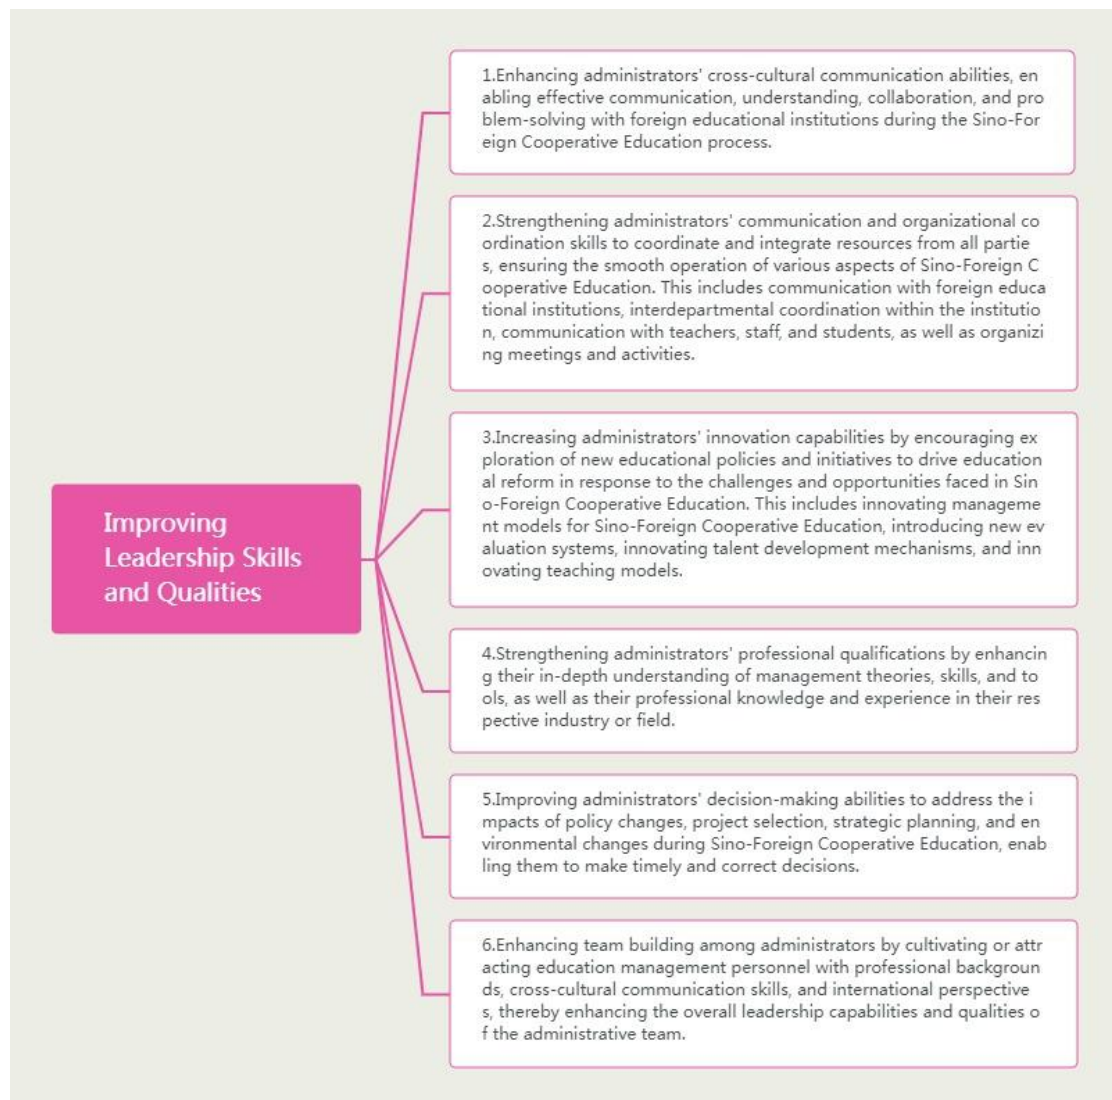 Improving
Leadership Skills
and Qualities
1.Enhancing administrators' cross-cultural communication abilities, en
abling effective communication, understanding, collaboration, and pro
blem-solving with foreign educational institutions during the Sino-For
eign Cooperative Education process.
2.Strengthening administrators' communication and organizational co
ordination skills to coordinate and integrate resources from all partie
s, ensuring the smooth operation of various aspects of Sino-Foreign C
ooperative Education. This includes communication with foreign educa
tional institutions, interdepartmental coordination within the institutio
n, communication with teachers, staff, and students, as well as organizi
ng meetings and activities.
3.Increasing administrators' innovation capabilities by encouraging ex
ploration of new educational policies and initiatives to drive education
al reform in response to the challenges and opportunities faced in Sin
o-Foreign Cooperative Education. This includes innovating manageme
nt models for Sino-Foreign Cooperative Education, introducing new ev
aluation systems, innovating talent development mechanisms, and inn
ovating teaching models.
4.Strengthening administrators' professional qualifications by enhancin
g their in-depth understanding of management theories, skills, and to
ols, as well as their professional knowledge and experience in their res
pective industry or field.
5.Improving administrators' decision-making abilities to address the i
mpacts of policy changes, project selection, strategic planning, and en
vironmental changes during Sino-Foreign Cooperative Education, enab
ling them to make timely and correct decisions.
6.Enhancing team building among administrators by cultivating or attr
acting education management personnel with professional backgroun
ds, cross-cultural communication skills, and international perspective
s, thereby enhancing the overall leadership capabilities and qualities o
f the administrative team.